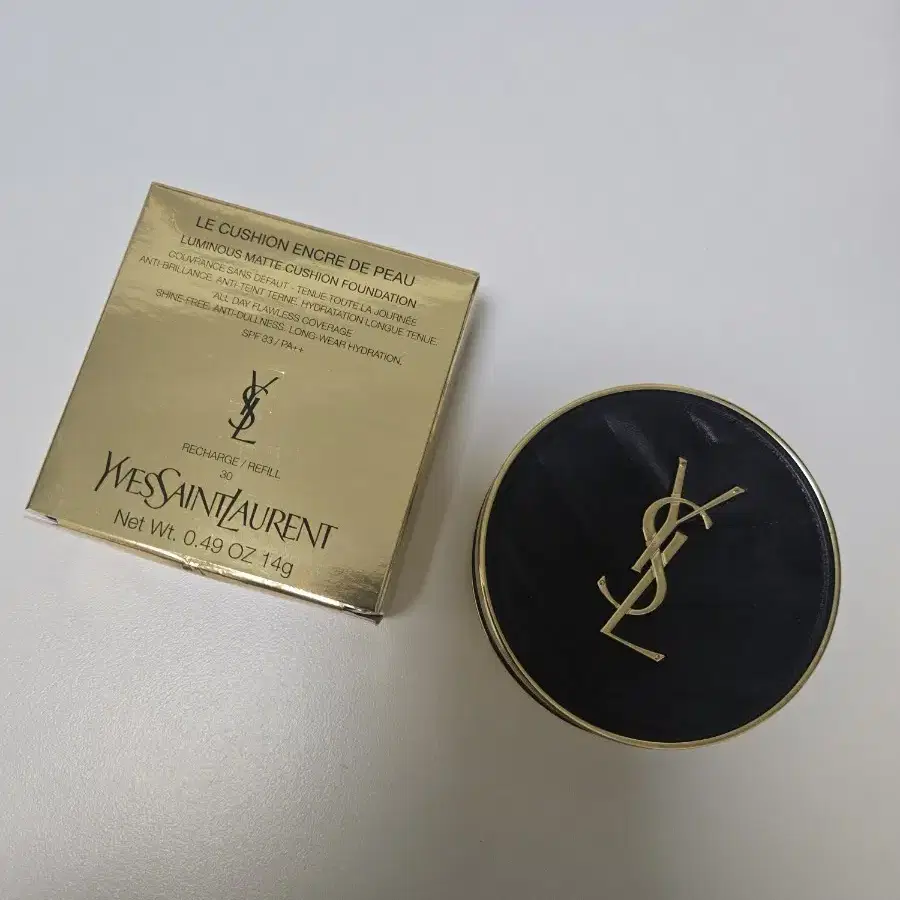 LE CUSHION ENCRE DE PEAU
LUMINOUS MATTE CUSHION FOUNDATION
COUVRANCE SANS DÉFAUT - TENUE TOUTE LA JOURNÉE
ANTI-BRILLANCE. ANTI-TEINT TERNE. HYDRATATION LONGUE TENUE.
ALL DAY FLAWLESS COVERAGE
SHINE-FREE. ANTI-DULLNESS. LONG-WEAR HYDRATION.
SPF 33 / PA++
YSL
RECHARGE / REFILL
30
YVESSAINTLAURENT
Net Wt. 0.49 OZ 14g
YSL